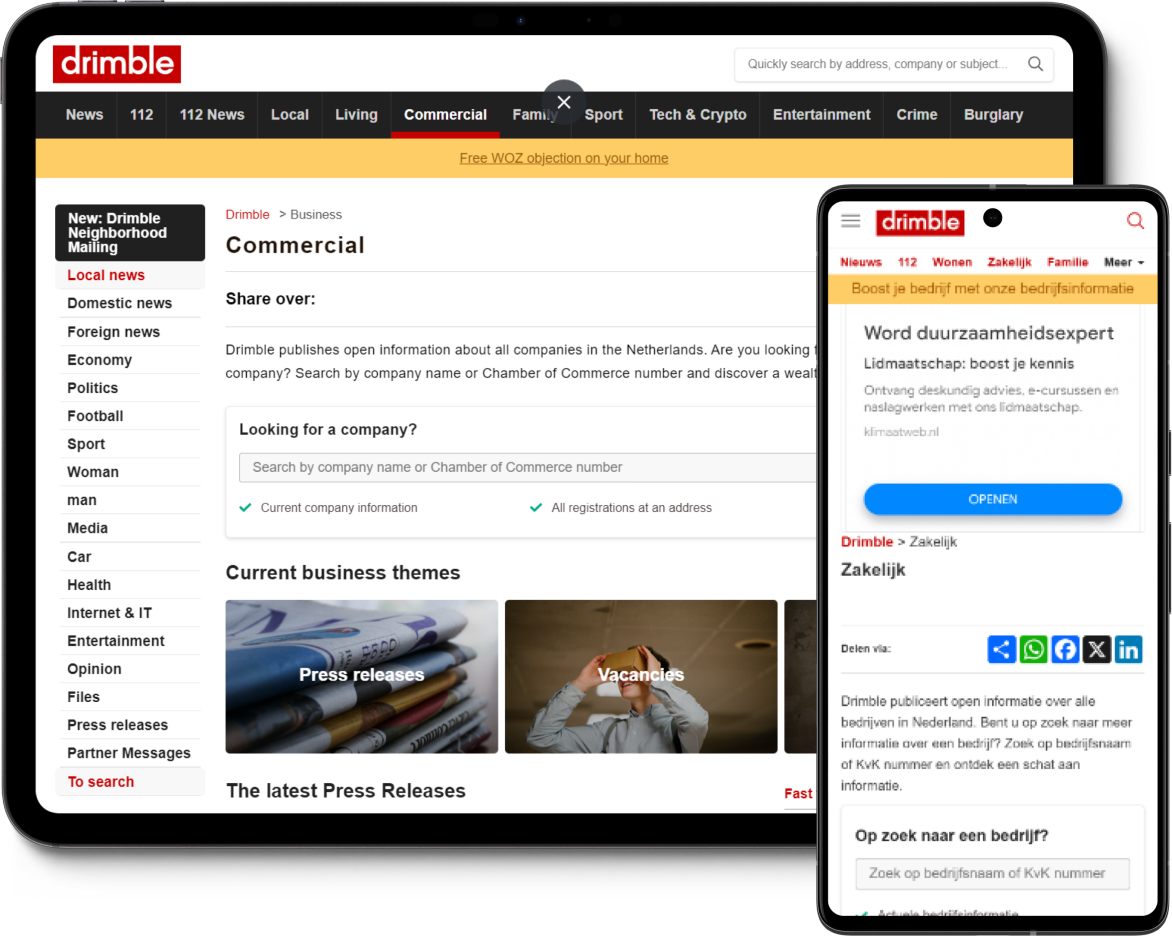 drimble
Quickly search by address, company or subject...
News 112 112 News Local Living Commercial Family Sport Tech & Crypto Entertainment Crime Burglary
Free WOZ objection on your home
New: Drimble
Neighborhood
Mailing
Local news
Domestic news
Foreign news
Economy
Politics
Football
Sport
Woman
man
Media
Car
Health
Internet & IT
Entertainment
Opinion
Files
Press releases
Partner Messages
To search
Drimble > Business
Commercial
Share over:
Drimble publishes open information about all companies in the Netherlands. Are you looking
company? Search by company name or Chamber of Commerce number and discover a
Looking for a company?
Search by company name or Chamber of Commerce number
Current company information
All registrations at an address
Current business themes
Press releases
Vacancies
The latest Press Releases
Fast
drimble
Nieuws 112 Wonen Zakelijk Familie Meer
Boost je bedrijf met onze bedrijfsinformatie
Word duurzaamheidsexpert
Lidmaatschap: boost je kennis
Ontvang deskundig advies, e-cursussen en
naslagwerken met ons lidmaatschap.
klimaatweb.nl
OPENEN
Drimble > Zakelijk
Zakelijk
Delen via:
Drimble publiceert open informatie over alle
bedrijven in Nederland. Bent u op zoek naar meer
informatie over een bedrijf? Zoek op bedrijfsnaam
of KvK nummer en ontdek een schat aan
informatie.
Op zoek naar een bedrijf?
Zoek op bedrijfsnaam of KvK nummer
Actuele bedrijfsinformatie